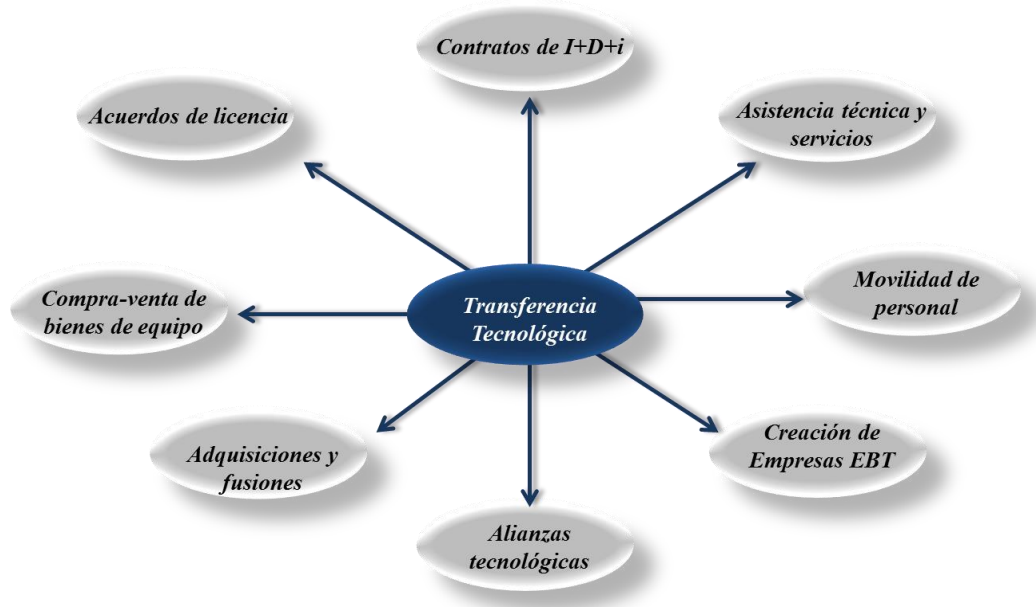 Contratos de I+D+i
Acuerdos de licencia
Asistencia técnica y
servicios
Compra-venta de
bienes de equipo
Transferencia
Tecnológica
Movilidad de
personal
Adquisiciones y
fusiones
Creación de
Empresas EBT
Alianzas
tecnológicas